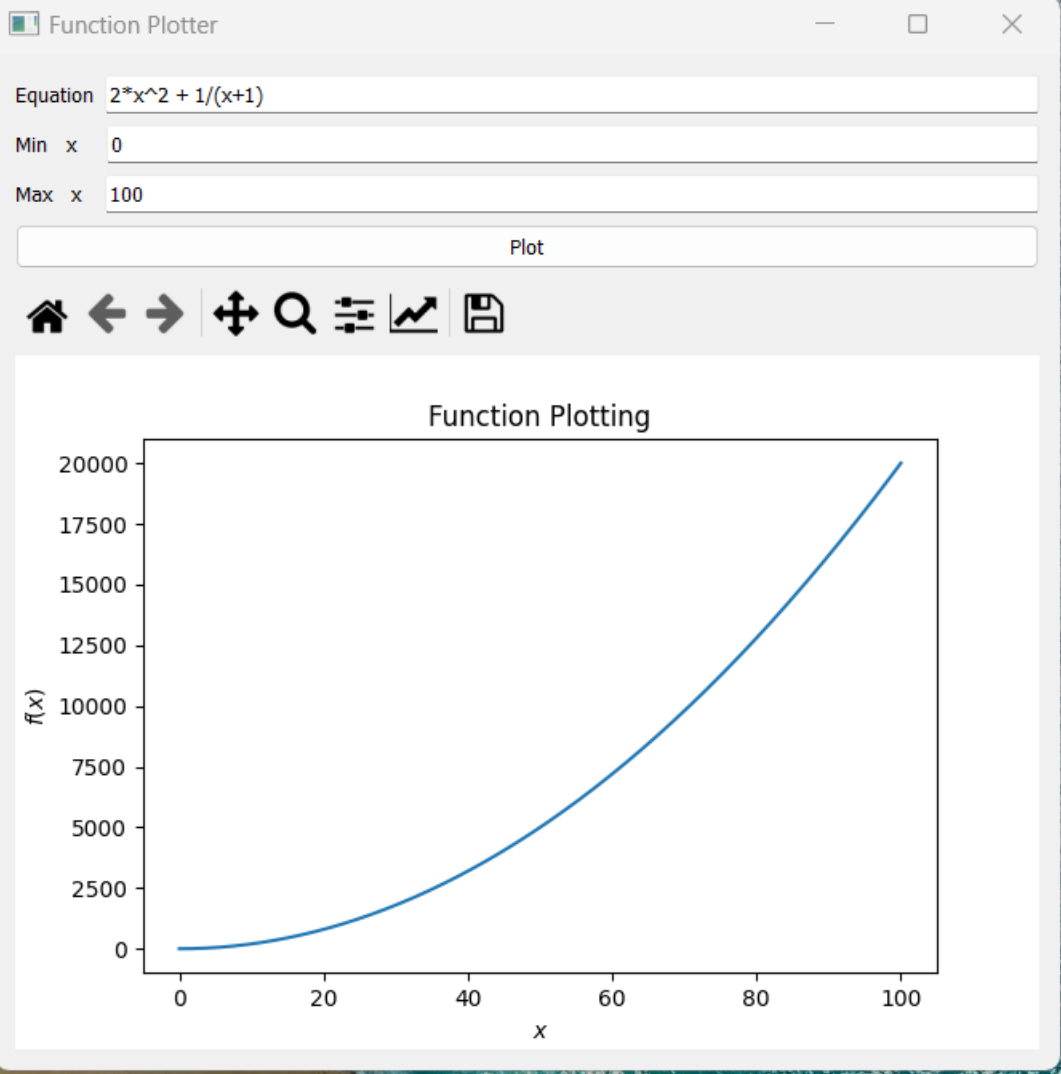 Function Plotter
Equation 2*x^2 + 1/(x+1)
Min x 0
Max x 100
Plot
Function Plotting
20000
17500
15000
12500
10000
7500
5000
2500
0
f(x)
0 20 40 60 80 100
x